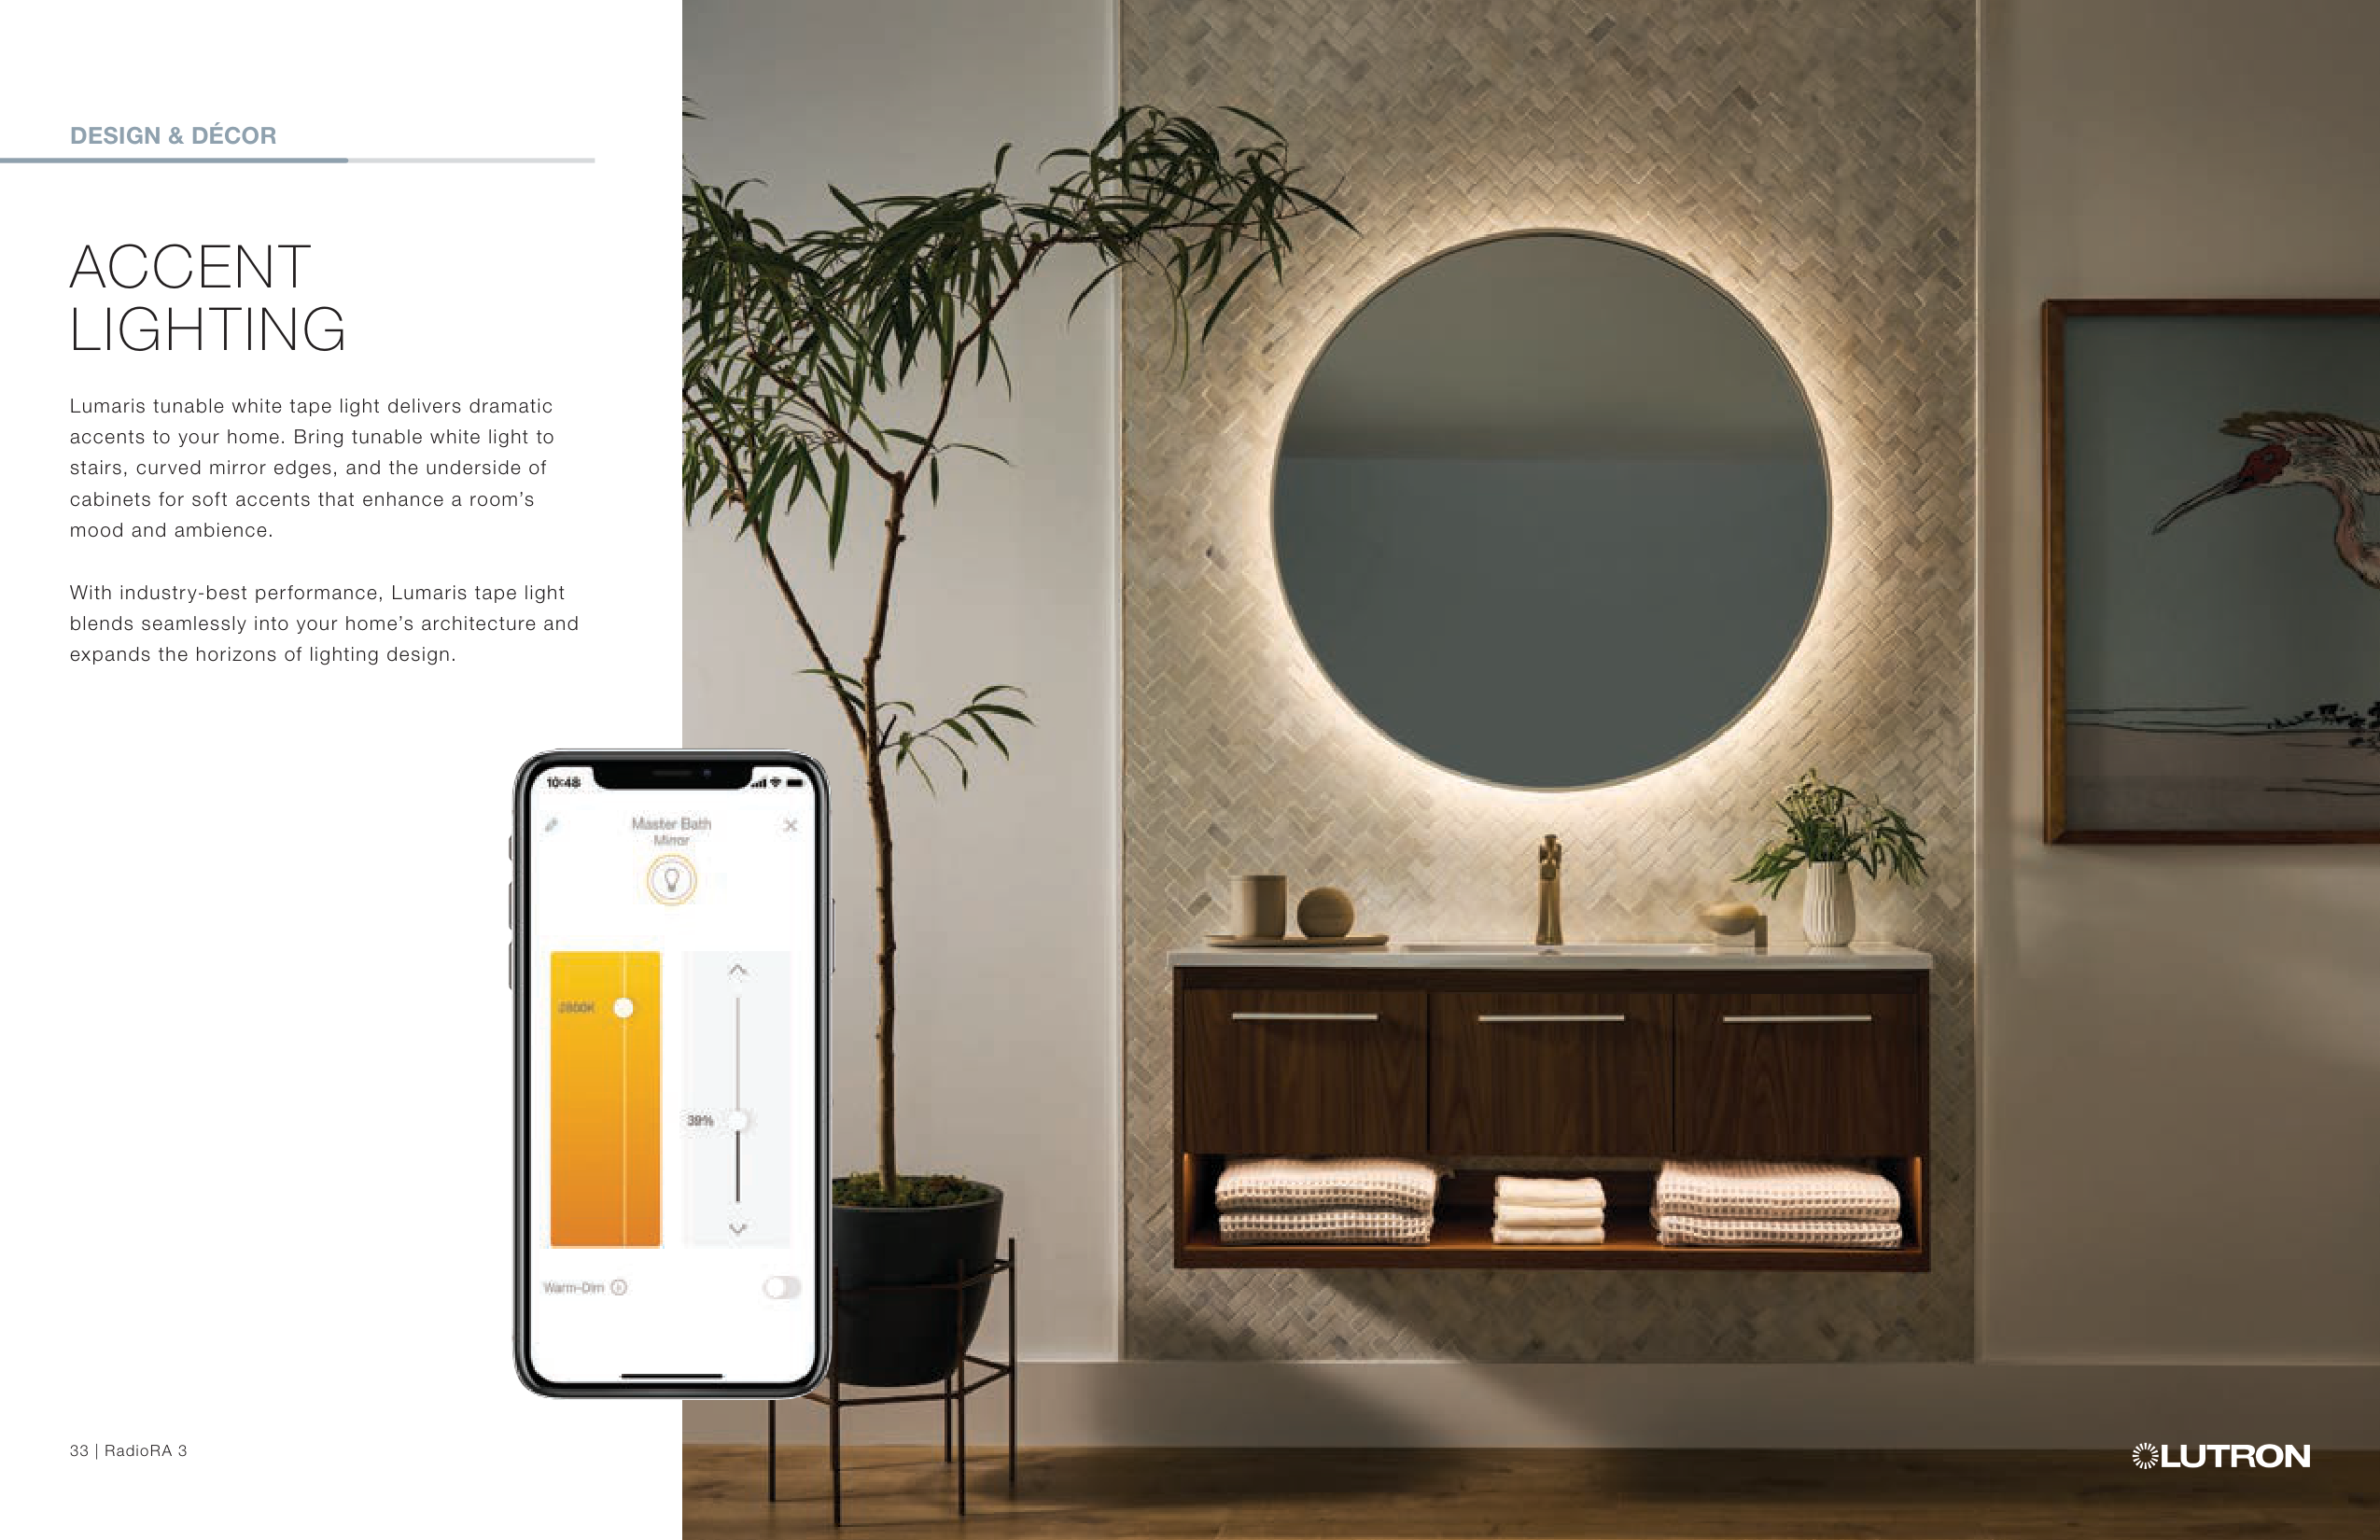 DESIGN & DÉCOR
ACCENT
LIGHTING
Lumaris tunable white tape light delivers dramatic
accents to your home. Bring tunable white light to
stairs, curved mirror edges, and the underside of
cabinets for soft accents that enhance a room's
mood and ambience.
With industry-best performance, Lumaris tape light
blends seamlessly into your home's architecture and
expands the horizons of lighting design.
10:48
Master Bath
Mirror
2800K
39%
Warm-Dim
33 | RadioRA 3
LUTRON